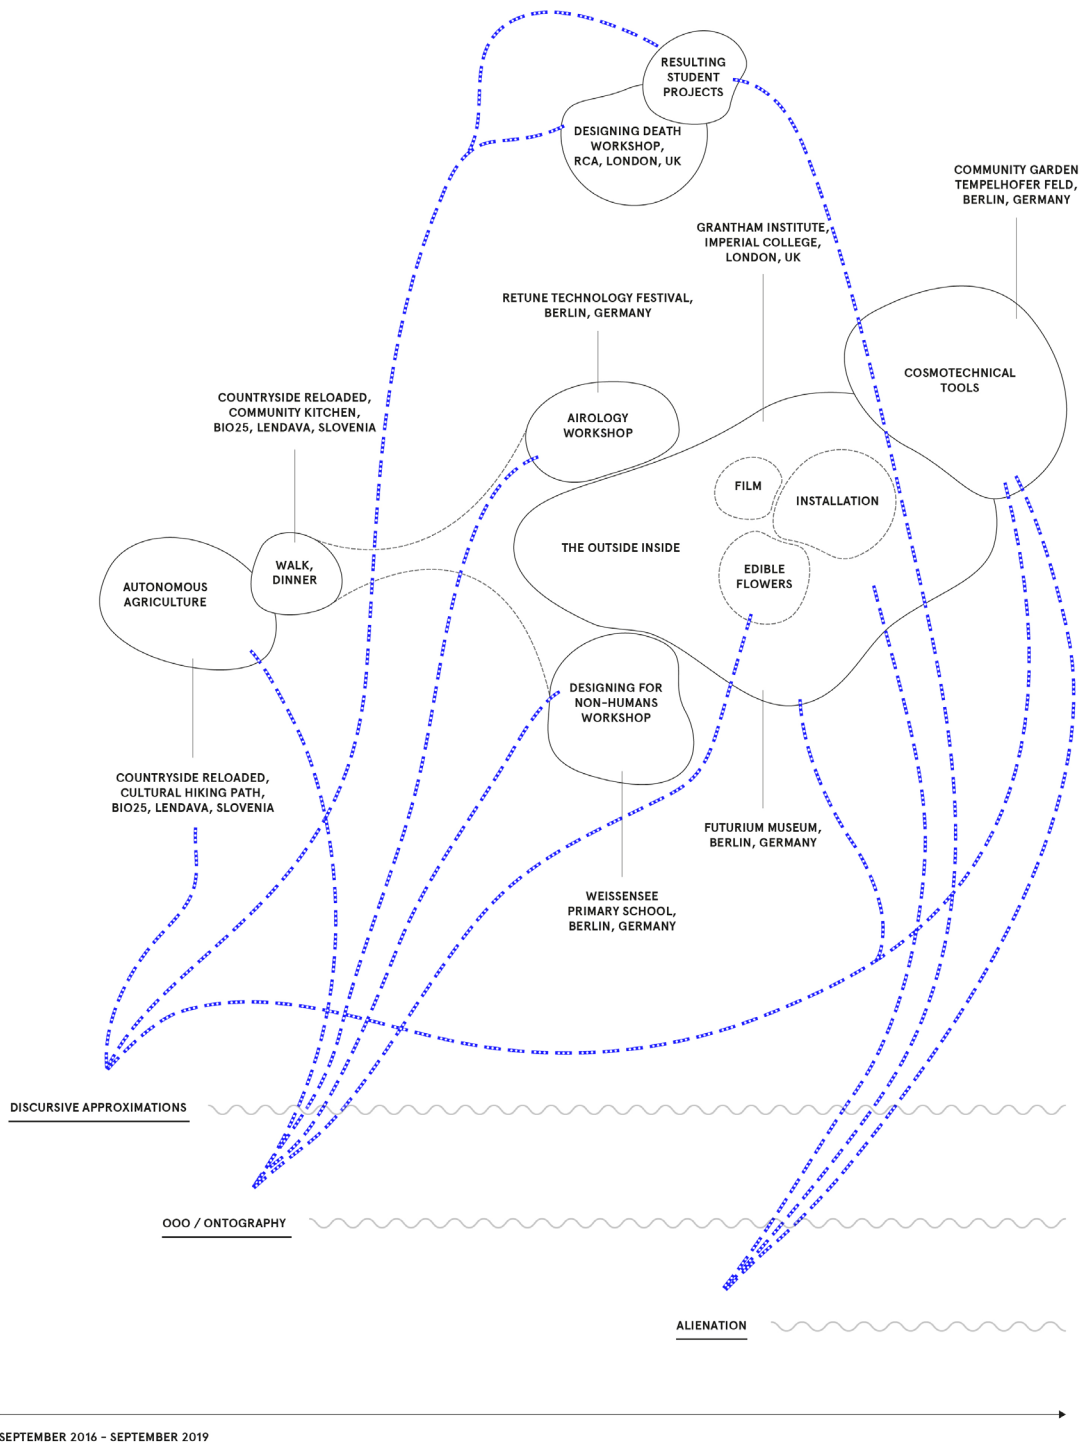 RESULTING
STUDENT
PROJECTS
DESIGNING DEATH
WORKSHOP,
RCA, LONDON, UK
COMMUNITY GARDEN
TEMPELHOFER FELD,
BERLIN, GERMANY
GRANTHAM INSTITUTE,
IMPERIAL COLLEGE,
LONDON, UK
RETUNE TECHNOLOGY FESTIVAL,
BERLIN, GERMANY
COSMOTECHNICAL
TOOLS
COUNTRYSIDE RELOADED,
COMMUNITY KITCHEN,
BIO25, LENDAVA, SLOVENIA
AIROLOGY
WORKSHOP
FILM
INSTALLATION
THE OUTSIDE INSIDE
EDIBLE
FLOWERS
WALK,
DINNER
AUTONOMOUS
AGRICULTURE
DESIGNING FOR
NON-HUMANS
WORKSHOP
COUNTRYSIDE RELOADED,
CULTURAL HIKING PATH,
BIO25, LENDAVA, SLOVENIA
FUTURIUM MUSEUM,
BERLIN, GERMANY
WEISSENSEE
PRIMARY SCHOOL,
BERLIN, GERMANY
DISCURSIVE APPROXIMATIONS
OOO / ONTOGRAPHY
ALIENATION
SEPTEMBER 2016 – SEPTEMBER 2019